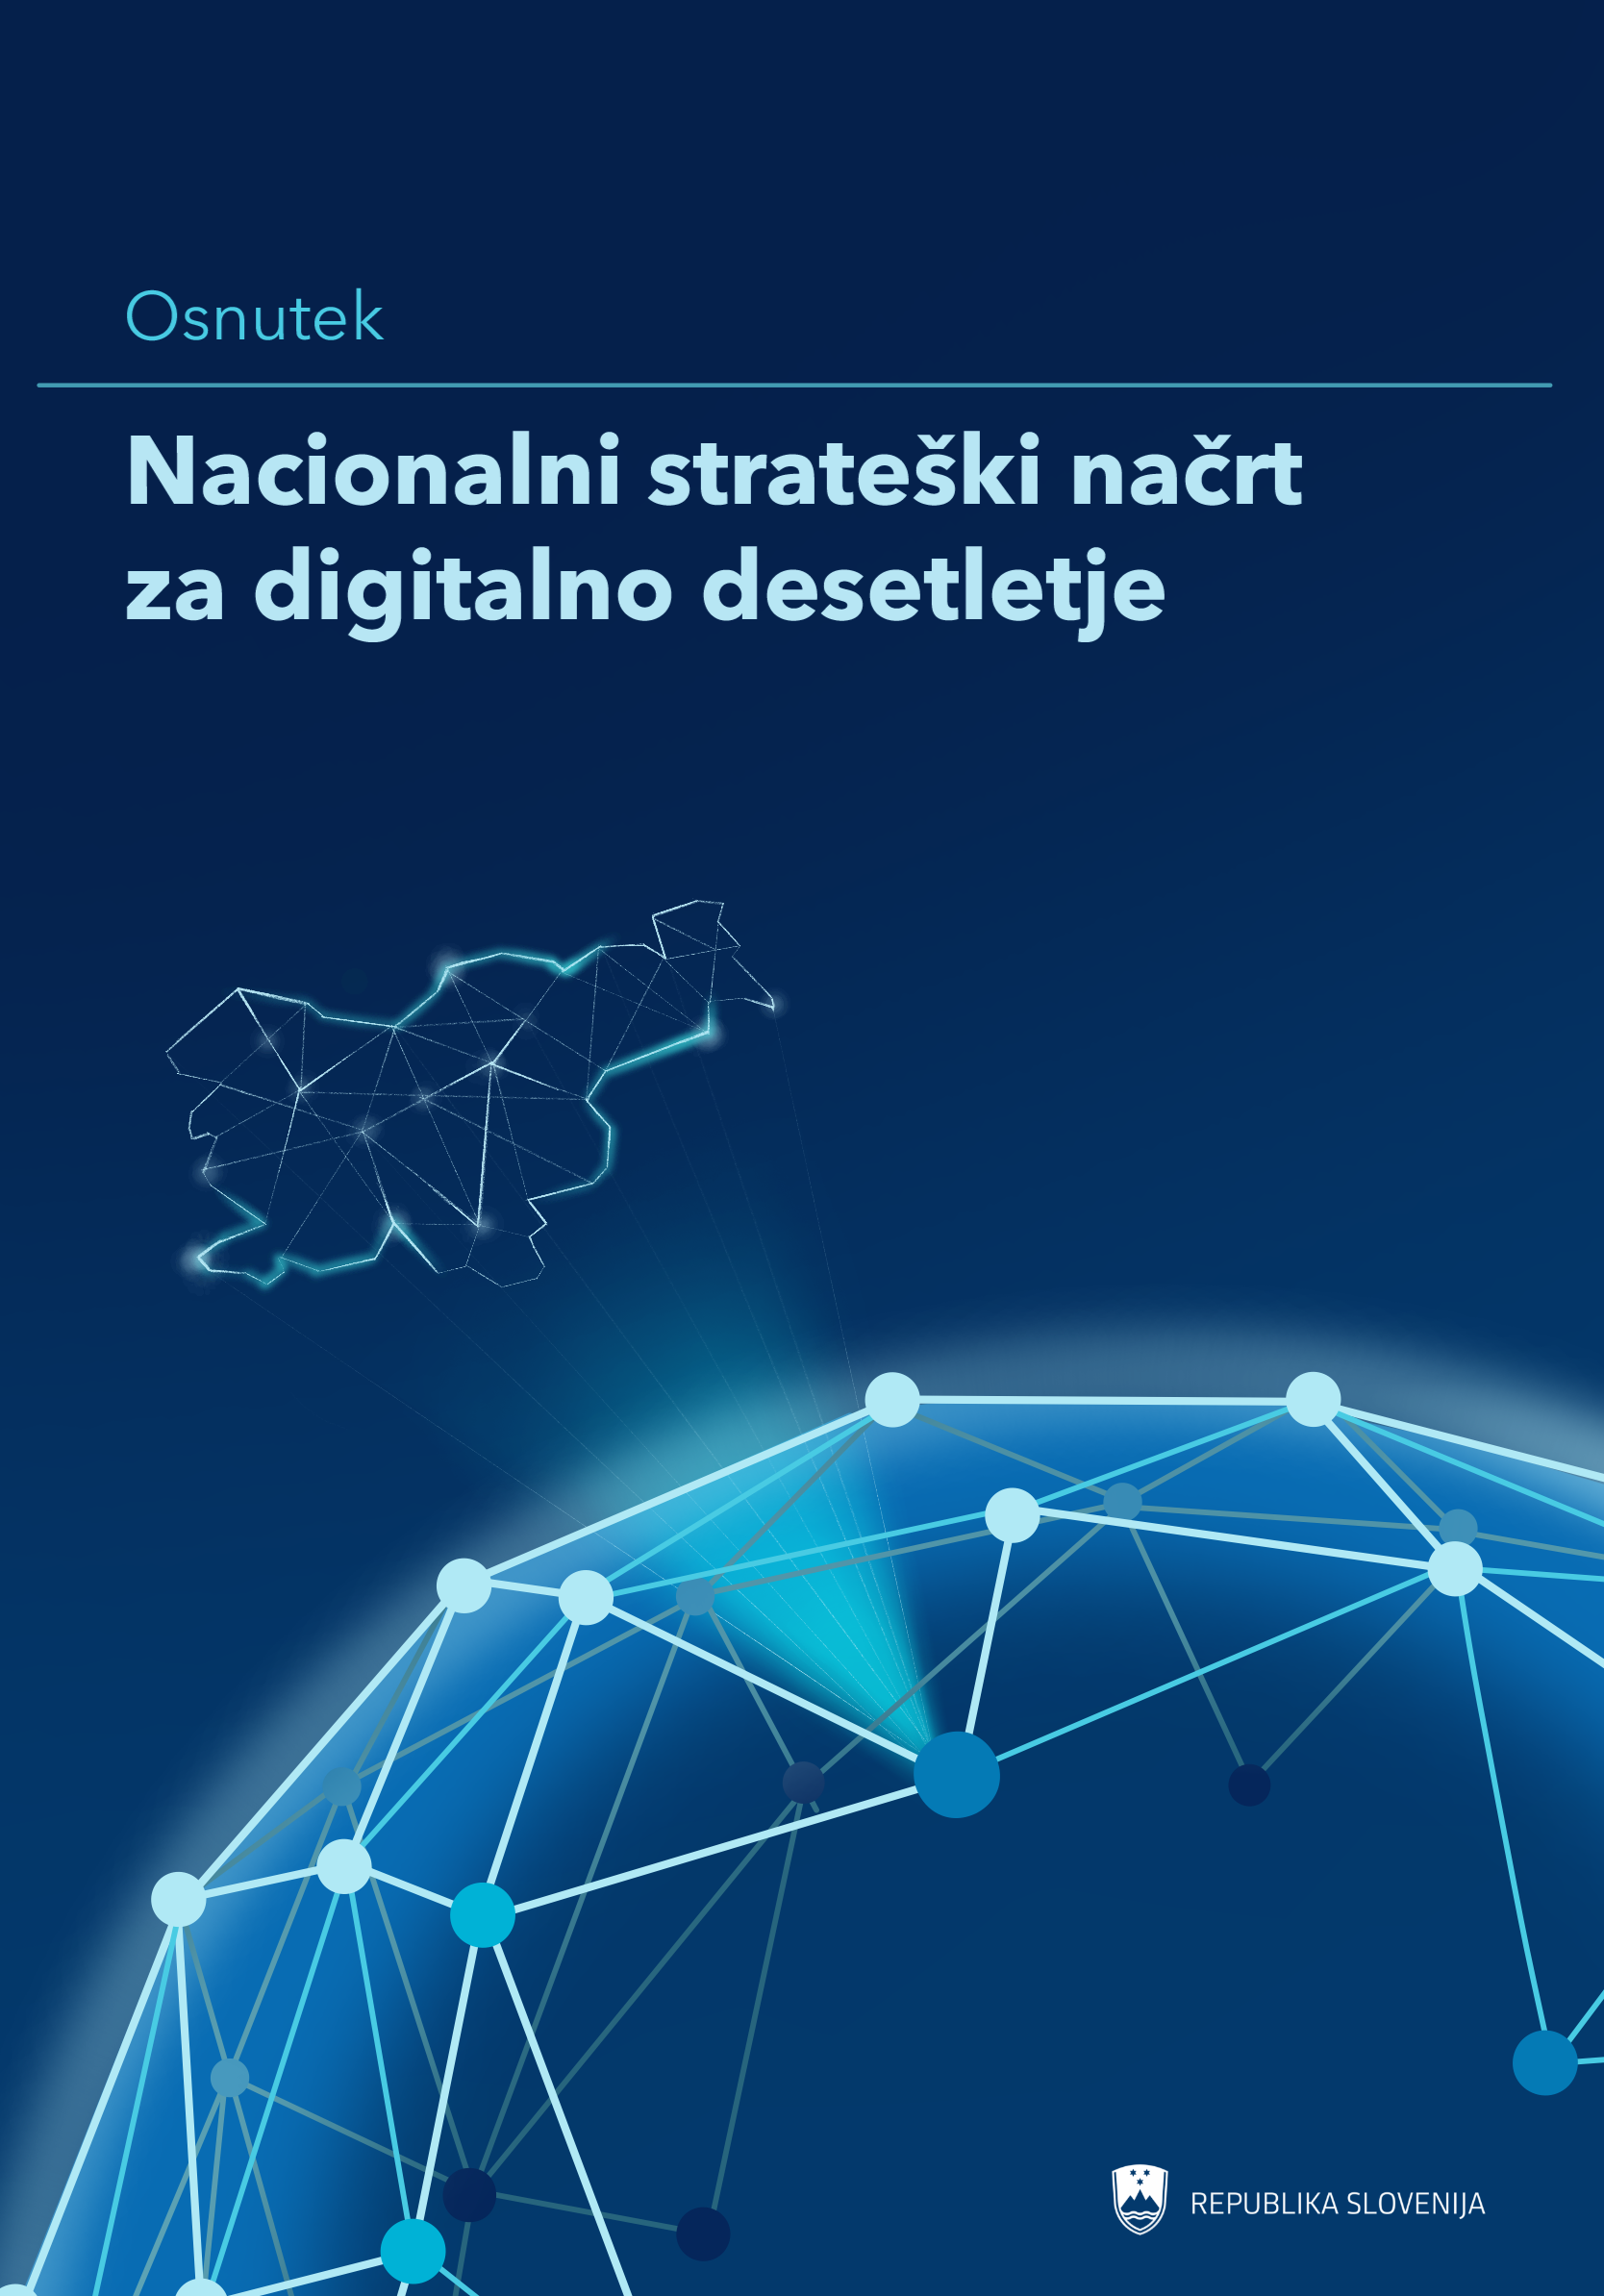 Osnutek
Nacionalni strateški načrt
za digitalno desetletje
REPUBLIKA SLOVENIJA